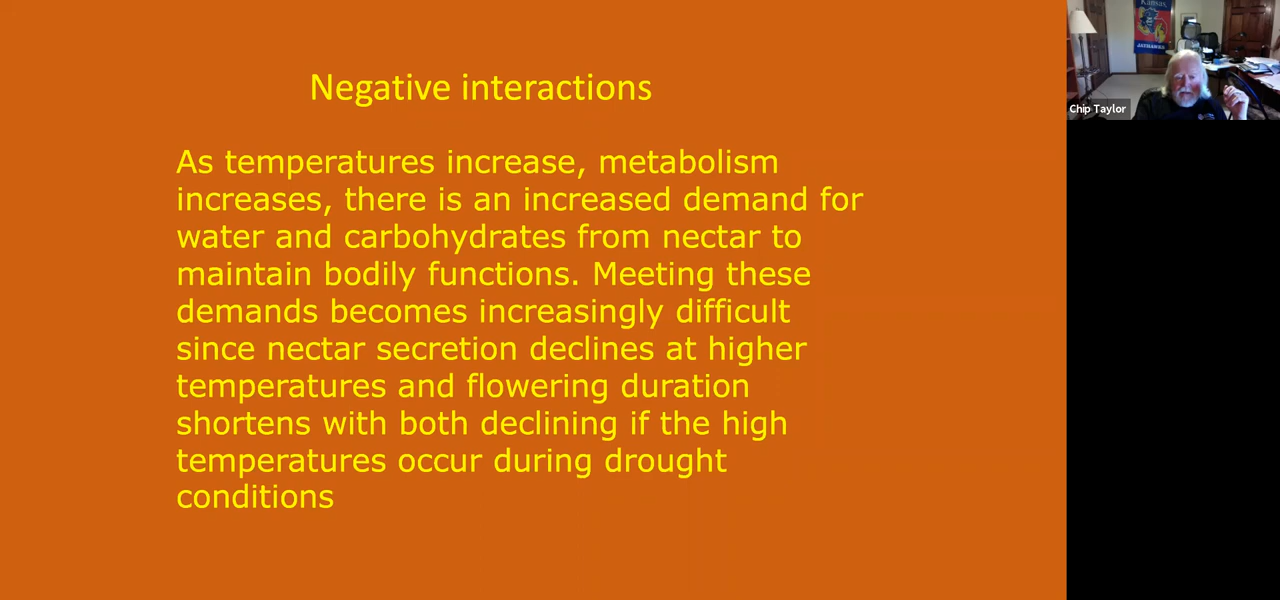 Negative interactions
As temperatures increase, metabolism
increases, there is an increased demand for
water and carbohydrates from nectar to
maintain bodily functions. Meeting these
demands becomes increasingly difficult
since nectar secretion declines at higher
temperatures and flowering duration
shortens with both declining if the high
temperatures occur during drought
conditions
Kansas
JAYHAWKS
Chip Taylor